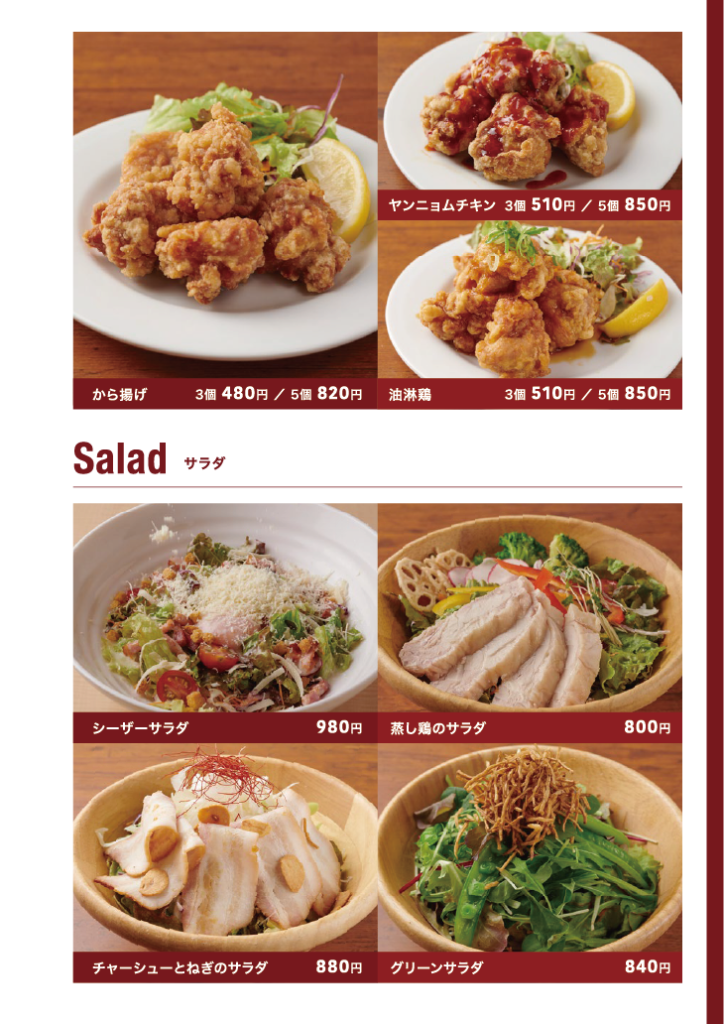 ヤンニョムチキン 3個 510円 / 5個 850円
から揚げ 3個 480円 / 5個 820円
油淋鶏 3個 510円 / 5個 850円
Salad サラダ
シーザーサラダ 980円
蒸し鶏のサラダ 800円
チャーシューとねぎのサラダ 880円
グリーンサラダ 840円